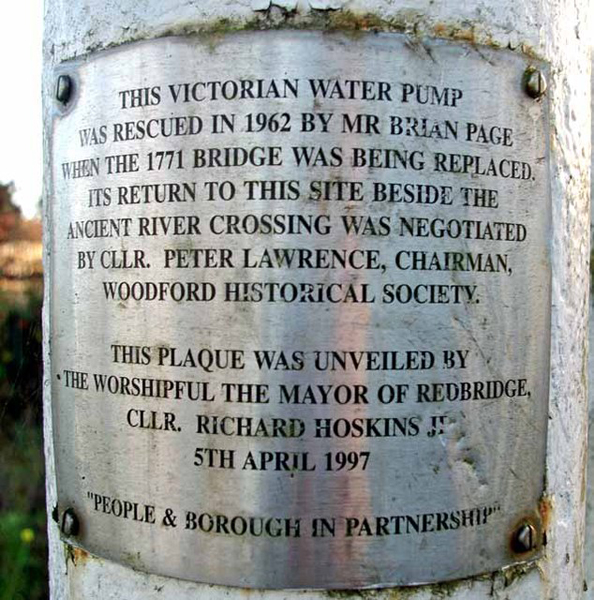 THIS VICTORIAN WATER PUMP
WAS RESCUED IN 1962 BY MR BRIAN PAGE
WHEN THE 1771 BRIDGE WAS BEING REPLACED.
ITS RETURN TO THIS SITE BESIDE THE
ANCIENT RIVER CROSSING WAS NEGOTIATED
BY CLLR. PETER LAWRENCE, CHAIRMAN,
WOODFORD HISTORICAL SOCIETY.
THIS PLAQUE WAS UNVEILED BY
THE WORSHIPFUL THE MAYOR OF REDBRIDGE,
CLLR. RICHARD HOSKINS JP
5TH APRIL 1997
"PEOPLE & BOROUGH IN PARTNERSHIP"